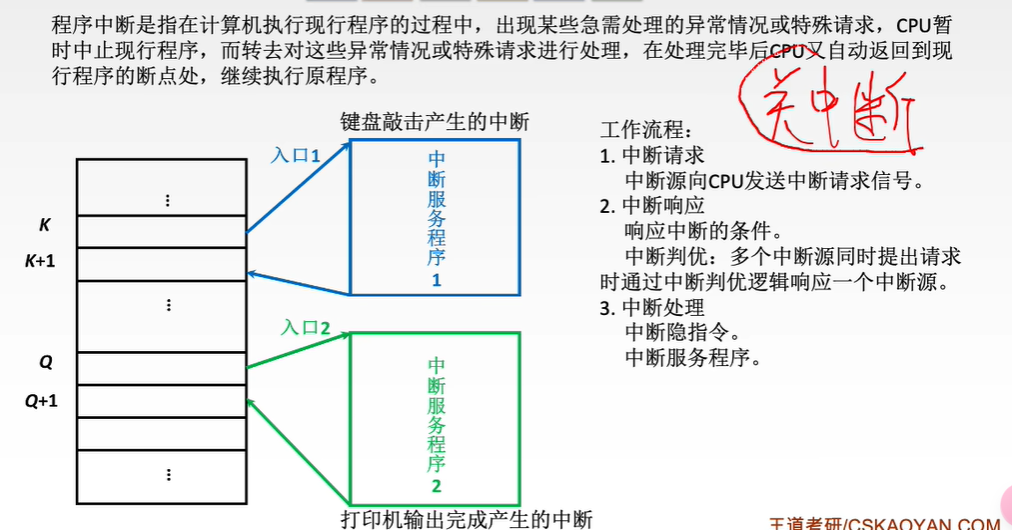 程序中断是指在计算机执行现行程序的过程中，出现某些急需处理的异常情况或特殊请求，CPU暂
时中止现行程序，而转去对这些异常情况或特殊请求进行处理，在处理完毕后CPU又自动返回到现
行程序的断点处，继续执行原程序。
关中断
键盘敲击产生的中断
入口1
中断服务程序1
K
K+1
⋮
⋮
入口2
中断服务程序2
Q
Q+1
⋮
打印机输出完成产生的中断
工作流程：
1. 中断请求
中断源向CPU发送中断请求信号。
2. 中断响应
响应中断的条件。
中断判优：多个中断源同时提出请求
时通过中断判优逻辑响应一个中断源。
3. 中断处理
中断隐指令。
中断服务程序。
王道考研/CSKAOYAN.COM